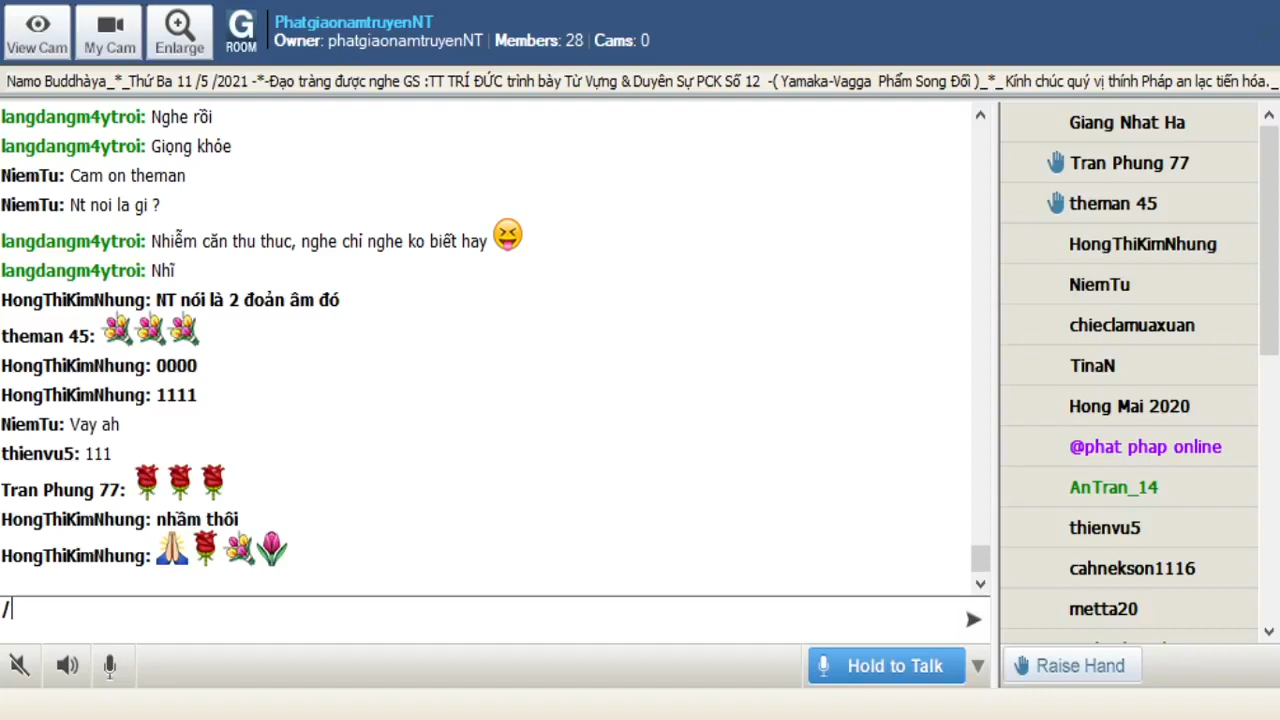 View Cam
My Cam
Enlarge
G
ROOM
PhatgiaonamtruyenNT
Owner: phatgiaonamtruyenNT | Members: 28 | Cams: 0
Namo Buddhàya_*_Thứ Ba 11 /5 /2021 -*-Đạo tràng được nghe GS :TT TRÍ ĐỨC trình bày Từ Vựng & Duyên Sự PCK Số 12 -( Yamaka-Vagga Phẩm Song Đối )_*_ Kính chúc quý vị thính Pháp an lạc tiến hóa._
langdangm4ytroi: Nghe rồi
langdangm4ytroi: Giọng khỏe
NiemTu: Cam on theman
NiemTu: Nt noi la gi ?
langdangm4ytroi: Nhiễm căn thu thuc, nghe chỉ nghe ko biết hay
langdangm4ytroi: Nhĩ
HongThiKimNhung: NT nói là 2 đoản âm đó
theman 45:
HongThiKimNhung: 0000
HongThiKimNhung: 1111
NiemTu: Vay ah
thienvu5: 111
Tran Phung 77:
HongThiKimNhung: nhầm thôi
HongThiKimNhung:
/
Hold to Talk
Giang Nhat Ha
Tran Phung 77
theman 45
HongThiKimNhung
NiemTu
chieclamuaxuan
TinaN
Hong Mai 2020
@phat phap online
AnTran_14
thienvu5
cahnekson1116
metta20
Raise Hand